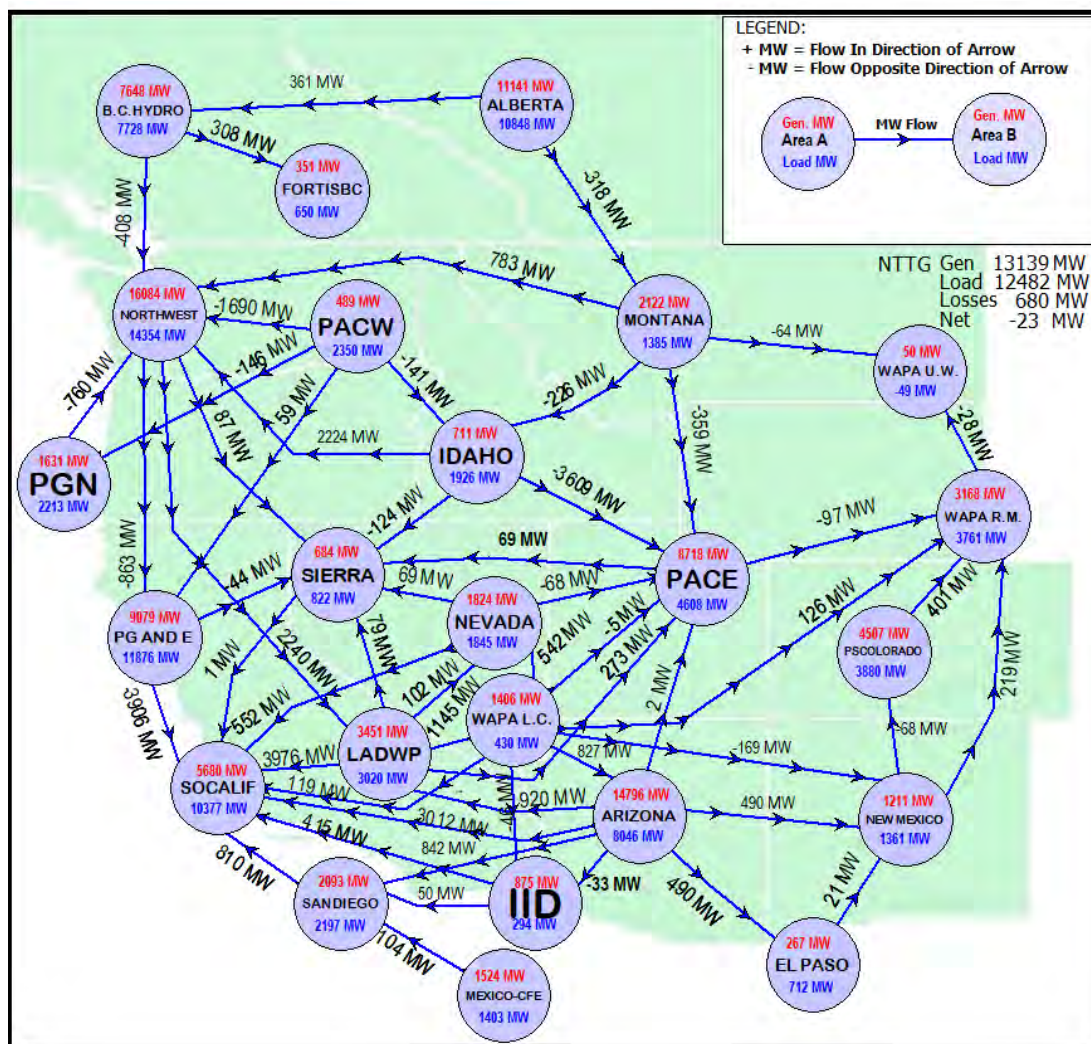 LEGEND:
+ MW = Flow In Direction of Arrow
- MW = Flow Opposite Direction of Arrow
Gen. MW
Area A
Load MW
MW Flow
Gen. MW
Area B
Load MW
NTTG Gen 13139 MW
Load 12482 MW
Losses 680 MW
Net -23 MW
7648 MW
B.C. HYDRO
7728 MW
361 MW
11141 MW
ALBERTA
10848 MW
308 MW
351 MW
FORTISBC
650 MW
-408 MW
-318 MW
783 MW
16084 MW
NORTHWEST
14354 MW
-1690 MW
489 MW
PACW
2350 MW
2122 MW
MONTANA
1385 MW
-64 MW
50 MW
WAPA U.W.
-49 MW
-760 MW
-146 MW
-141 MW
-226 MW
-359 MW
-28 MW
87 MW
59 MW
2224 MW
711 MW
IDAHO
1926 MW
1631 MW
PGN
2213 MW
-3609 MW
3168 MW
WAPA R.M.
3761 MW
-97 MW
-124 MW
-863 MW
-44 MW
684 MW
SIERRA
822 MW
69 MW
69 MW
-68 MW
8718 MW
PACE
4608 MW
126 MW
401 MW
9079 MW
PG AND E
11876 MW
1824 MW
NEVADA
1845 MW
4507 MW
PSCOLORADO
3880 MW
1 MW
2240 MW
79 MW
542 MW
-5 MW
273 MW
2 MW
219 MW
3906 MW
-552 MW
102 MW
1145 MW
1406 MW
WAPA L.C.
430 MW
-68 MW
3451 MW
LADWP
3020 MW
3976 MW
827 MW
-169 MW
5680 MW
SOCALIF
10377 MW
119 MW
920 MW
3012 MW
14796 MW
ARIZONA
8046 MW
490 MW
1211 MW
NEW MEXICO
1361 MW
415 MW
842 MW
-33 MW
490 MW
21 MW
810 MW
2093 MW
SANDIEGO
2197 MW
50 MW
875 MW
IID
294 MW
104 MW
1524 MW
MEXICO-CFE
1403 MW
267 MW
EL PASO
712 MW